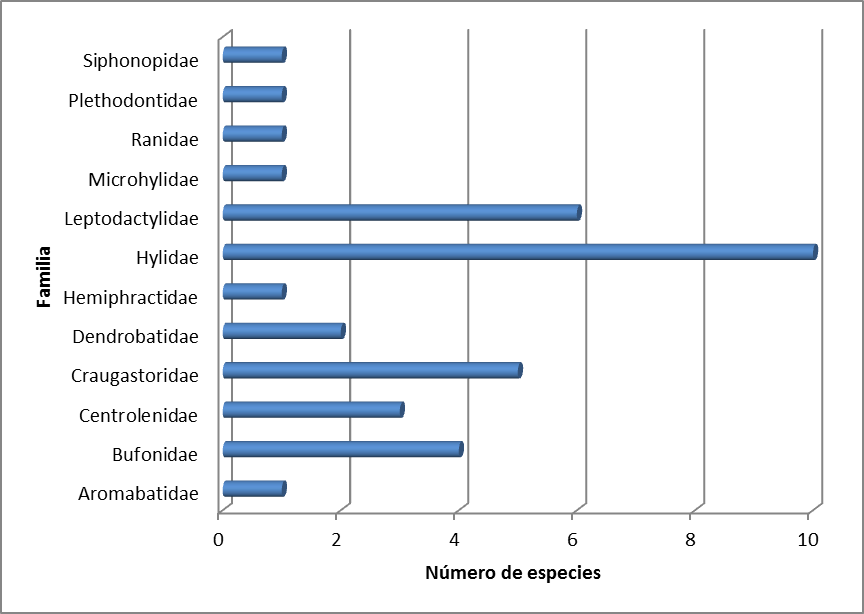 Siphonopidae
Plethodontidae
Ranidae
Microhylidae
Leptodactylidae
Hylidae
Hemiphractidae
Dendrobatidae
Craugastoridae
Centrolenidae
Bufonidae
Aromabatidae
Familia
0 2 4 6 8 10
Número de especies